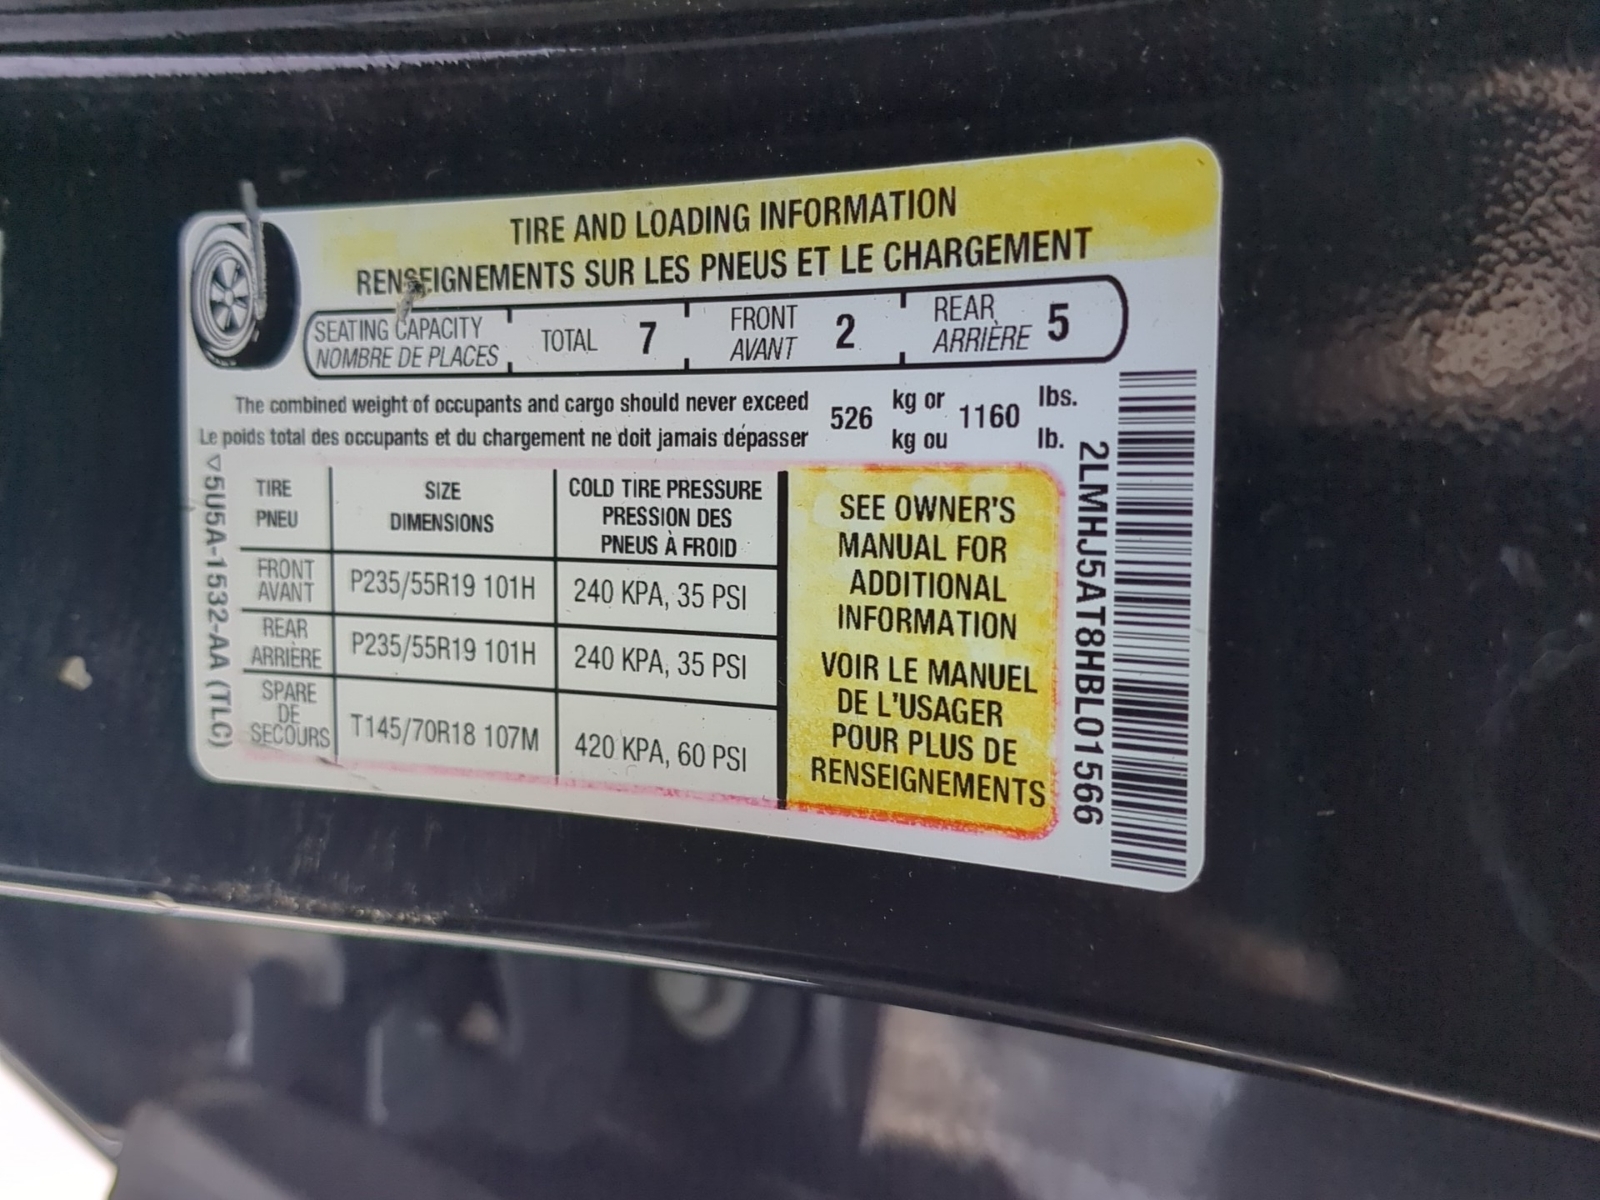 TIRE AND LOADING INFORMATION
RENSEIGNEMENTS SUR LES PNEUS ET LE CHARGEMENT
SEATING CAPACITY
NOMBRE DE PLACES
TOTAL 7
FRONT
AVANT
2
REAR
ARRIÈRE
5
The combined weight of occupants and cargo should never exceed
Le poids total des occupants et du chargement ne doit jamais dépasser
526
kg or
kg ou
1160
lbs.
lb.
TIRE
PNEU
SIZE
DIMENSIONS
COLD TIRE PRESSURE
PRESSION DES
PNEUS À FROID
FRONT
AVANT
P235/55R19 101H
240 KPA, 35 PSI
REAR
ARRIÈRE
P235/55R19 101H
240 KPA, 35 PSI
SPARE
DE
SECOURS
T145/70R18 107M
420 KPA, 60 PSI
SEE OWNER'S
MANUAL FOR
ADDITIONAL
INFORMATION
VOIR LE MANUEL
DE L'USAGER
POUR PLUS DE
RENSEIGNEMENTS
▽5U5A-1532-AA (TLC)
2LMHJ5AT8HBL01566